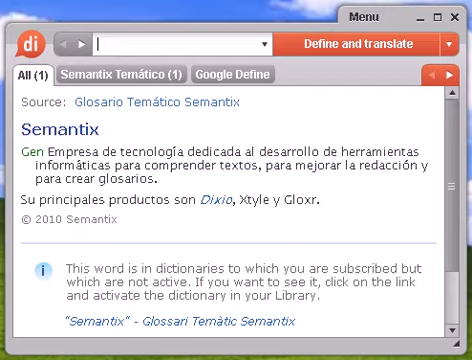 Menu
di
Define and translate
All (1) Semantix Temático (1) Google Define
Source: Glosario Temático Semantix
Semantix
Gen Empresa de tecnología dedicada al desarrollo de herramientas
informáticas para comprender textos, para mejorar la redacción y
para crear glosarios.
Su principales productos son Dixio, Xtyle y Gloxr.
© 2010 Semantix
i
This word is in dictionaries to which you are subscribed but
which are not active. If you want to see it, click on the link
and activate the dictionary in your Library.
"Semantix" - Glossari Temàtic Semantix